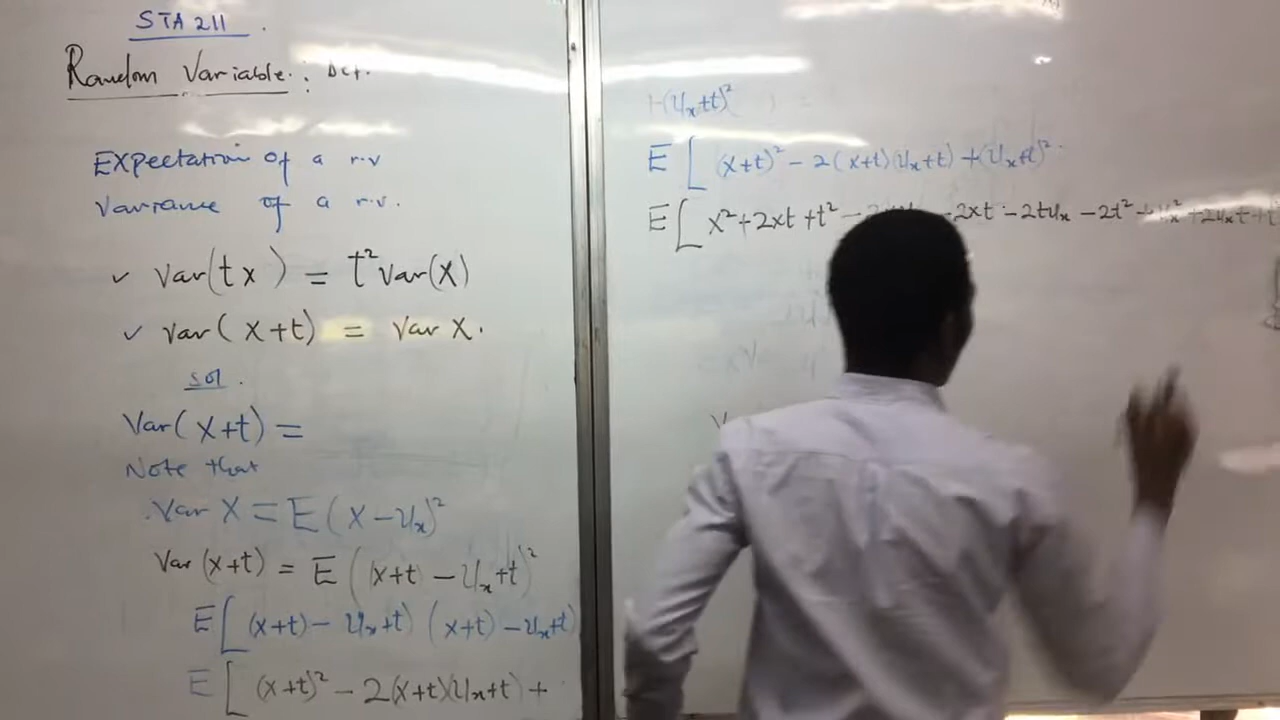 STA 211.
Random Variable: Def.
Expectation of a r.v
Variance of a r.v.
✓ Var(tx) = t²Var(X)
✓ Var(X+t) = Var X.
Sol.
Var(X+t) =
Note that
Var X = E(X-Ux)²
Var(x+t) = E((x+t) - Ux+t)²
E[(x+t) - Ux+t) (x+t) - Ux+t)
E[(x+t)² - 2(x+t)(Ux+t) +
(Ux+t)²
E[(x+t)² - 2(x+t)(Ux+t) + (Ux+t)².
E[X² + 2xt + t² - 2xt - 2tUx - 2t² + Ux² + 2Uxt +